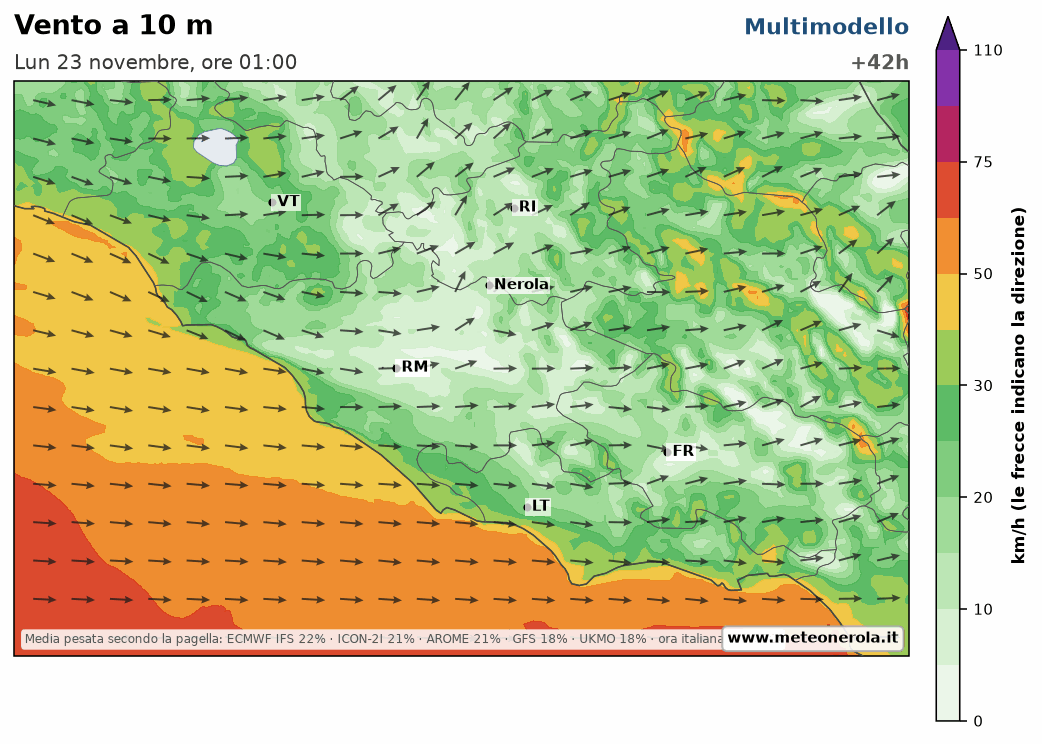 Vento a 10 m
Multimodello
Lun 23 novembre, ore 01:00
+42h
VT
RI
Nerola
RM
FR
LT
Media pesata secondo la pagella: ECMWF IFS 22% · ICON-2I 21% · AROME 21% · GFS 18% · UKMO 18% · ora italiana
www.meteonerola.it
110
75
50
30
20
10
0
km/h (le frecce indicano la direzione)